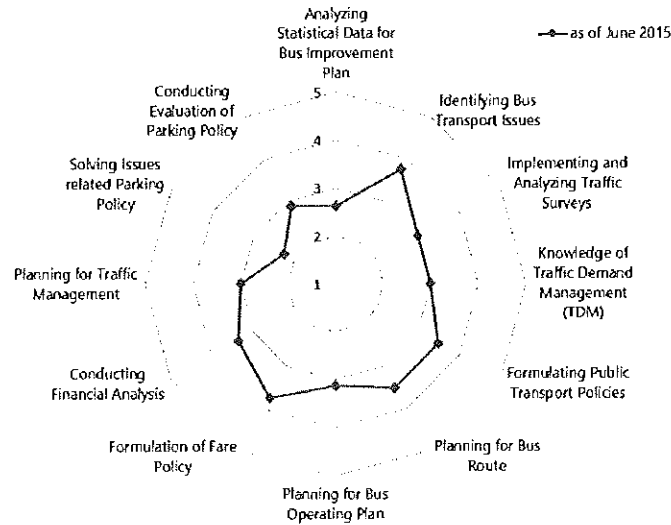 Analyzing
Statistical Data for
Bus Improvement
Plan
as of June 2015
Identifying Bus
Transport Issues
Implementing and
Analyzing Traffic
Surveys
Knowledge of
Traffic Demand
Management
(TDM)
Formulating Public
Transport Policies
Planning for Bus
Route
Planning for Bus
Operating Plan
Formulation of Fare
Policy
Conducting
Financial Analysis
Planning for Traffic
Management
Solving Issues
related Parking
Policy
Conducting
Evaluation of
Parking Policy
5
4
3
2
1